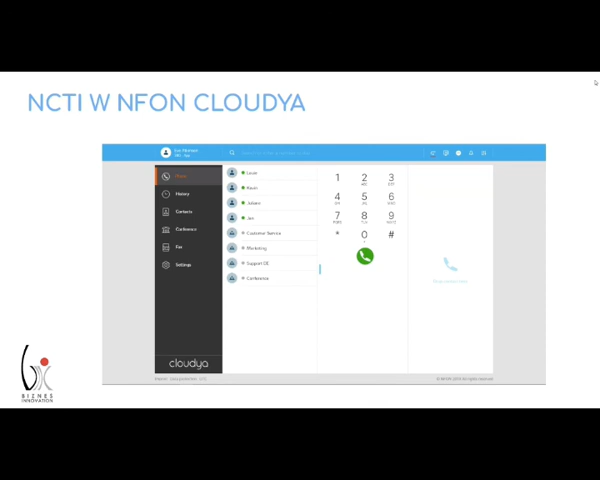 NCTI W NFON CLOUDYA
Phone
History
Contacts
Conference
Fax
Settings
Laura
Juliane
Jan
Customer Service
Marketing
Support DE
Conference
1 2 3
ABC DEF
4 5 6
GHI JKL MNO
7 8 9
PQRS TUV WXYZ
* 0 #
cloudya
BIZNES
INNOVATION